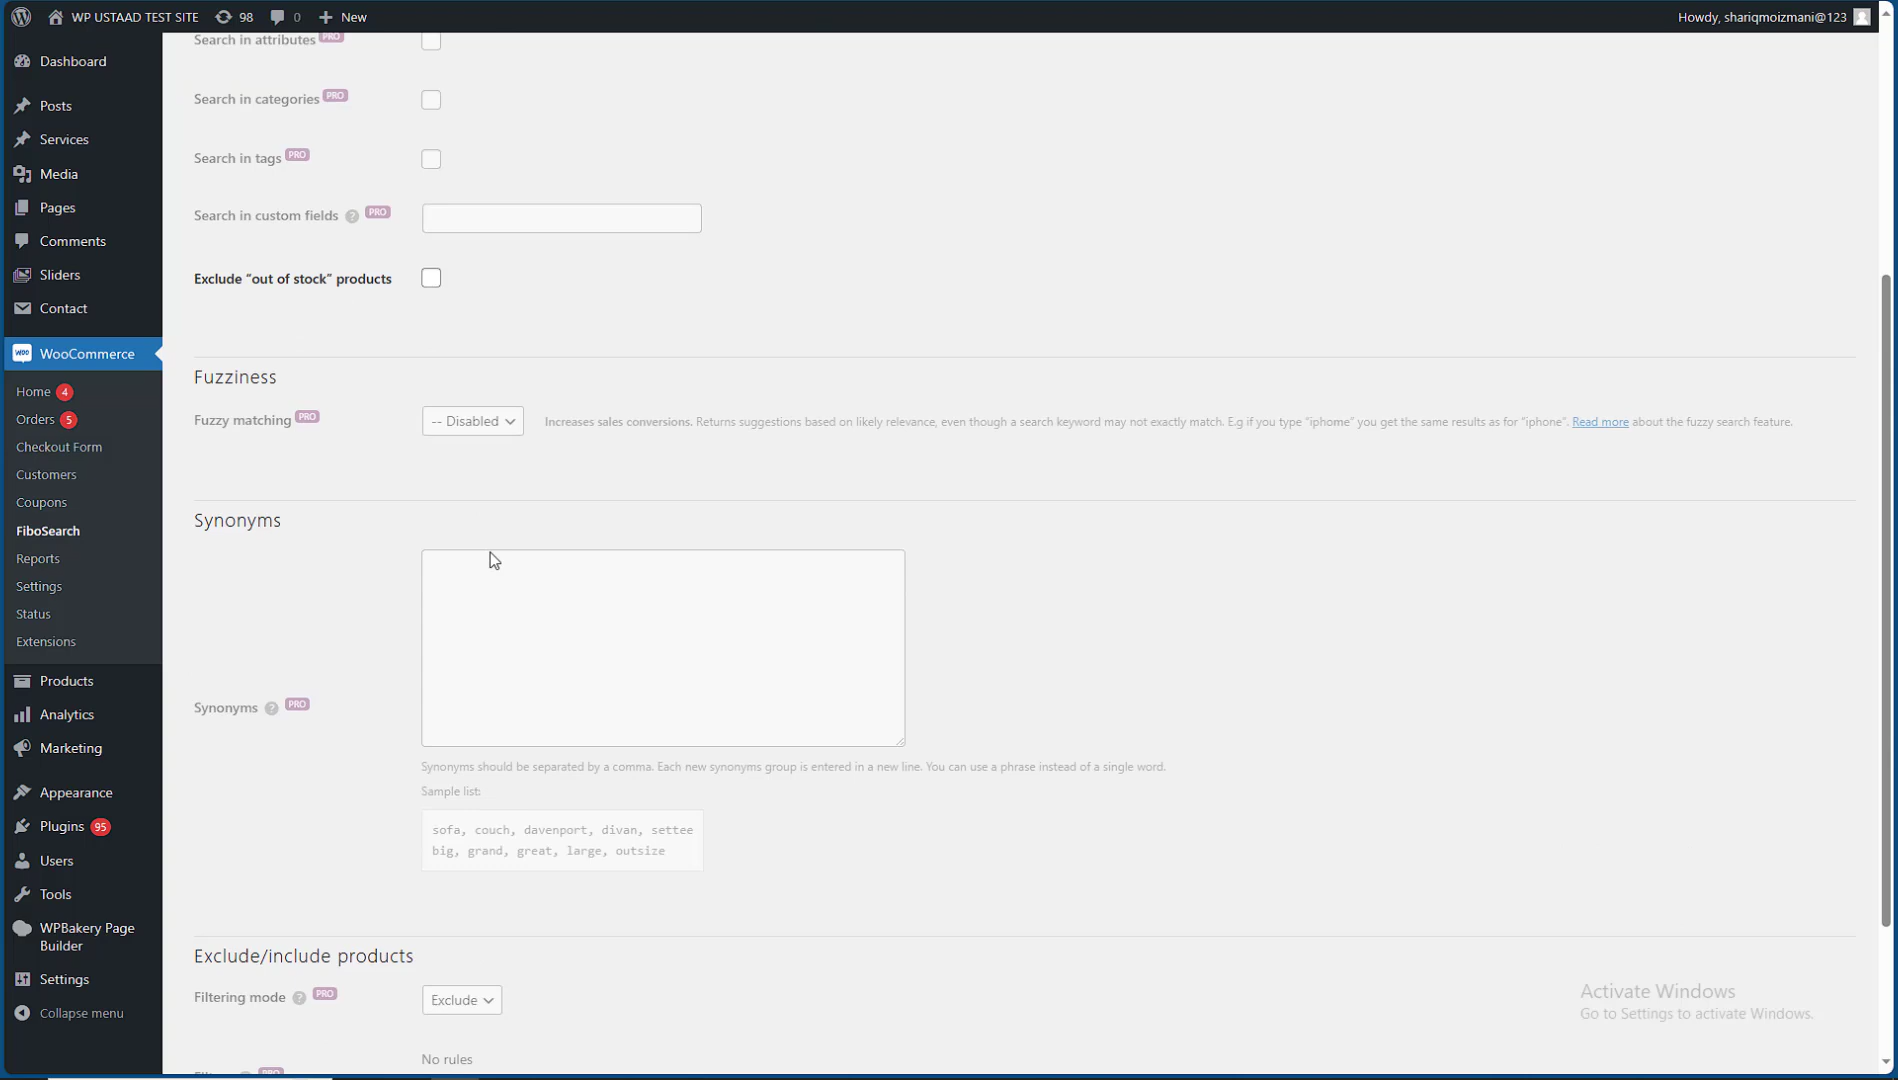 WP USTAAD TEST SITE 98 0 New Howdy, shariqmoizmani@123
Dashboard
Posts
Services
Media
Pages
Comments
Sliders
Contact
WooCommerce
Home 4
Orders 5
Checkout Form
Customers
Coupons
FiboSearch
Reports
Settings
Status
Extensions
Products
Analytics
Marketing
Appearance
Plugins 95
Users
Tools
WPBakery Page
Builder
Settings
Collapse menu
Search in attributes PRO
Search in categories PRO
Search in tags PRO
Search in custom fields ? PRO
Exclude “out of stock” products
Fuzziness
Fuzzy matching PRO -- Disabled Increases sales conversions. Returns suggestions based on likely relevance, even though a search keyword may not exactly match. E.g if you type “iphome” you get the same results as for “iphone”. Read more about the fuzzy search feature.
Synonyms
Synonyms ? PRO
Synonyms should be separated by a comma. Each new synonyms group is entered in a new line. You can use a phrase instead of a single word.
Sample list:
sofa, couch, davenport, divan, settee
big, grand, great, large, outsize
Exclude/include products
Filtering mode ? PRO Exclude
No rules
PRO
Activate Windows
Go to Settings to activate Windows.